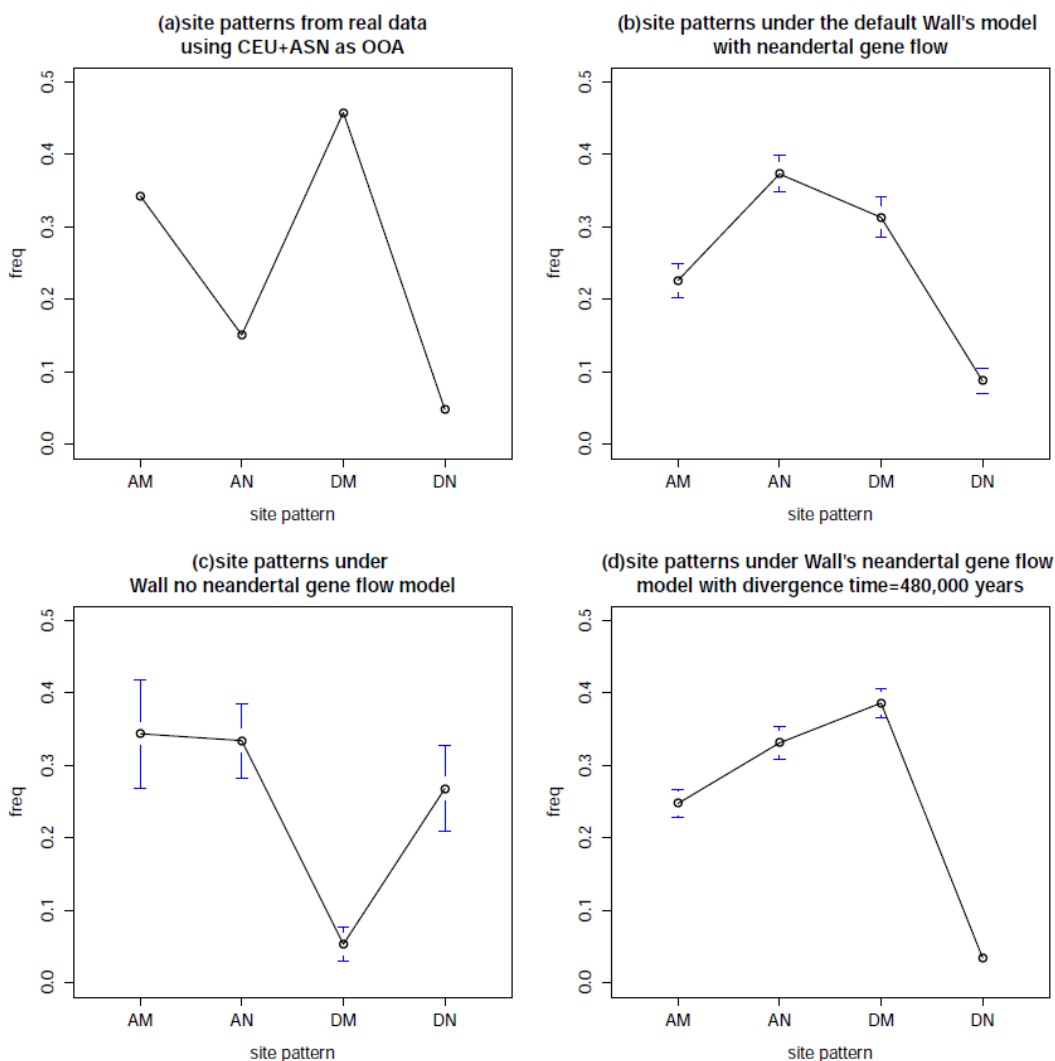 (a)site patterns from real data
using CEU+ASN as OOA
freq
0.5
0.4
0.3
0.2
0.1
0.0
AM AN DM DN
site pattern
(b)site patterns under the default Wall's model
with neandertal gene flow
freq
0.5
0.4
0.3
0.2
0.1
0.0
AM AN DM DN
site pattern
(c)site patterns under
Wall no neandertal gene flow model
freq
0.5
0.4
0.3
0.2
0.1
0.0
AM AN DM DN
site pattern
(d)site patterns under Wall's neandertal gene flow
model with divergence time=480,000 years
freq
0.5
0.4
0.3
0.2
0.1
0.0
AM AN DM DN
site pattern